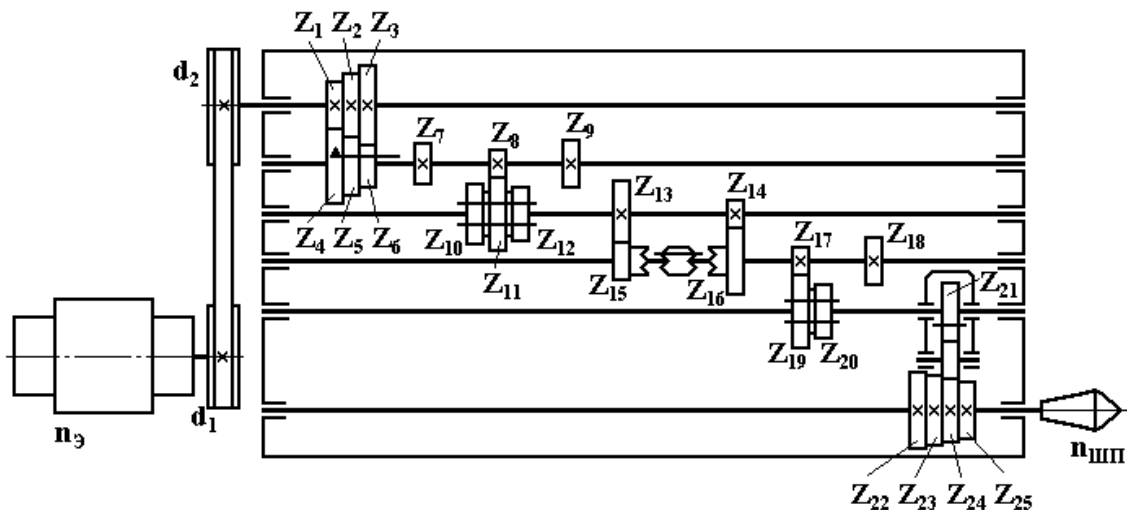 Z1 Z2 Z3
d2
Z7 Z8 Z9
Z13 Z14
Z4 Z5 Z6 Z10 Z12 Z17 Z18
Z11 Z15 Z16 Z21
Z19 Z20
d1
nЭ nШП
Z22 Z23 Z24 Z25